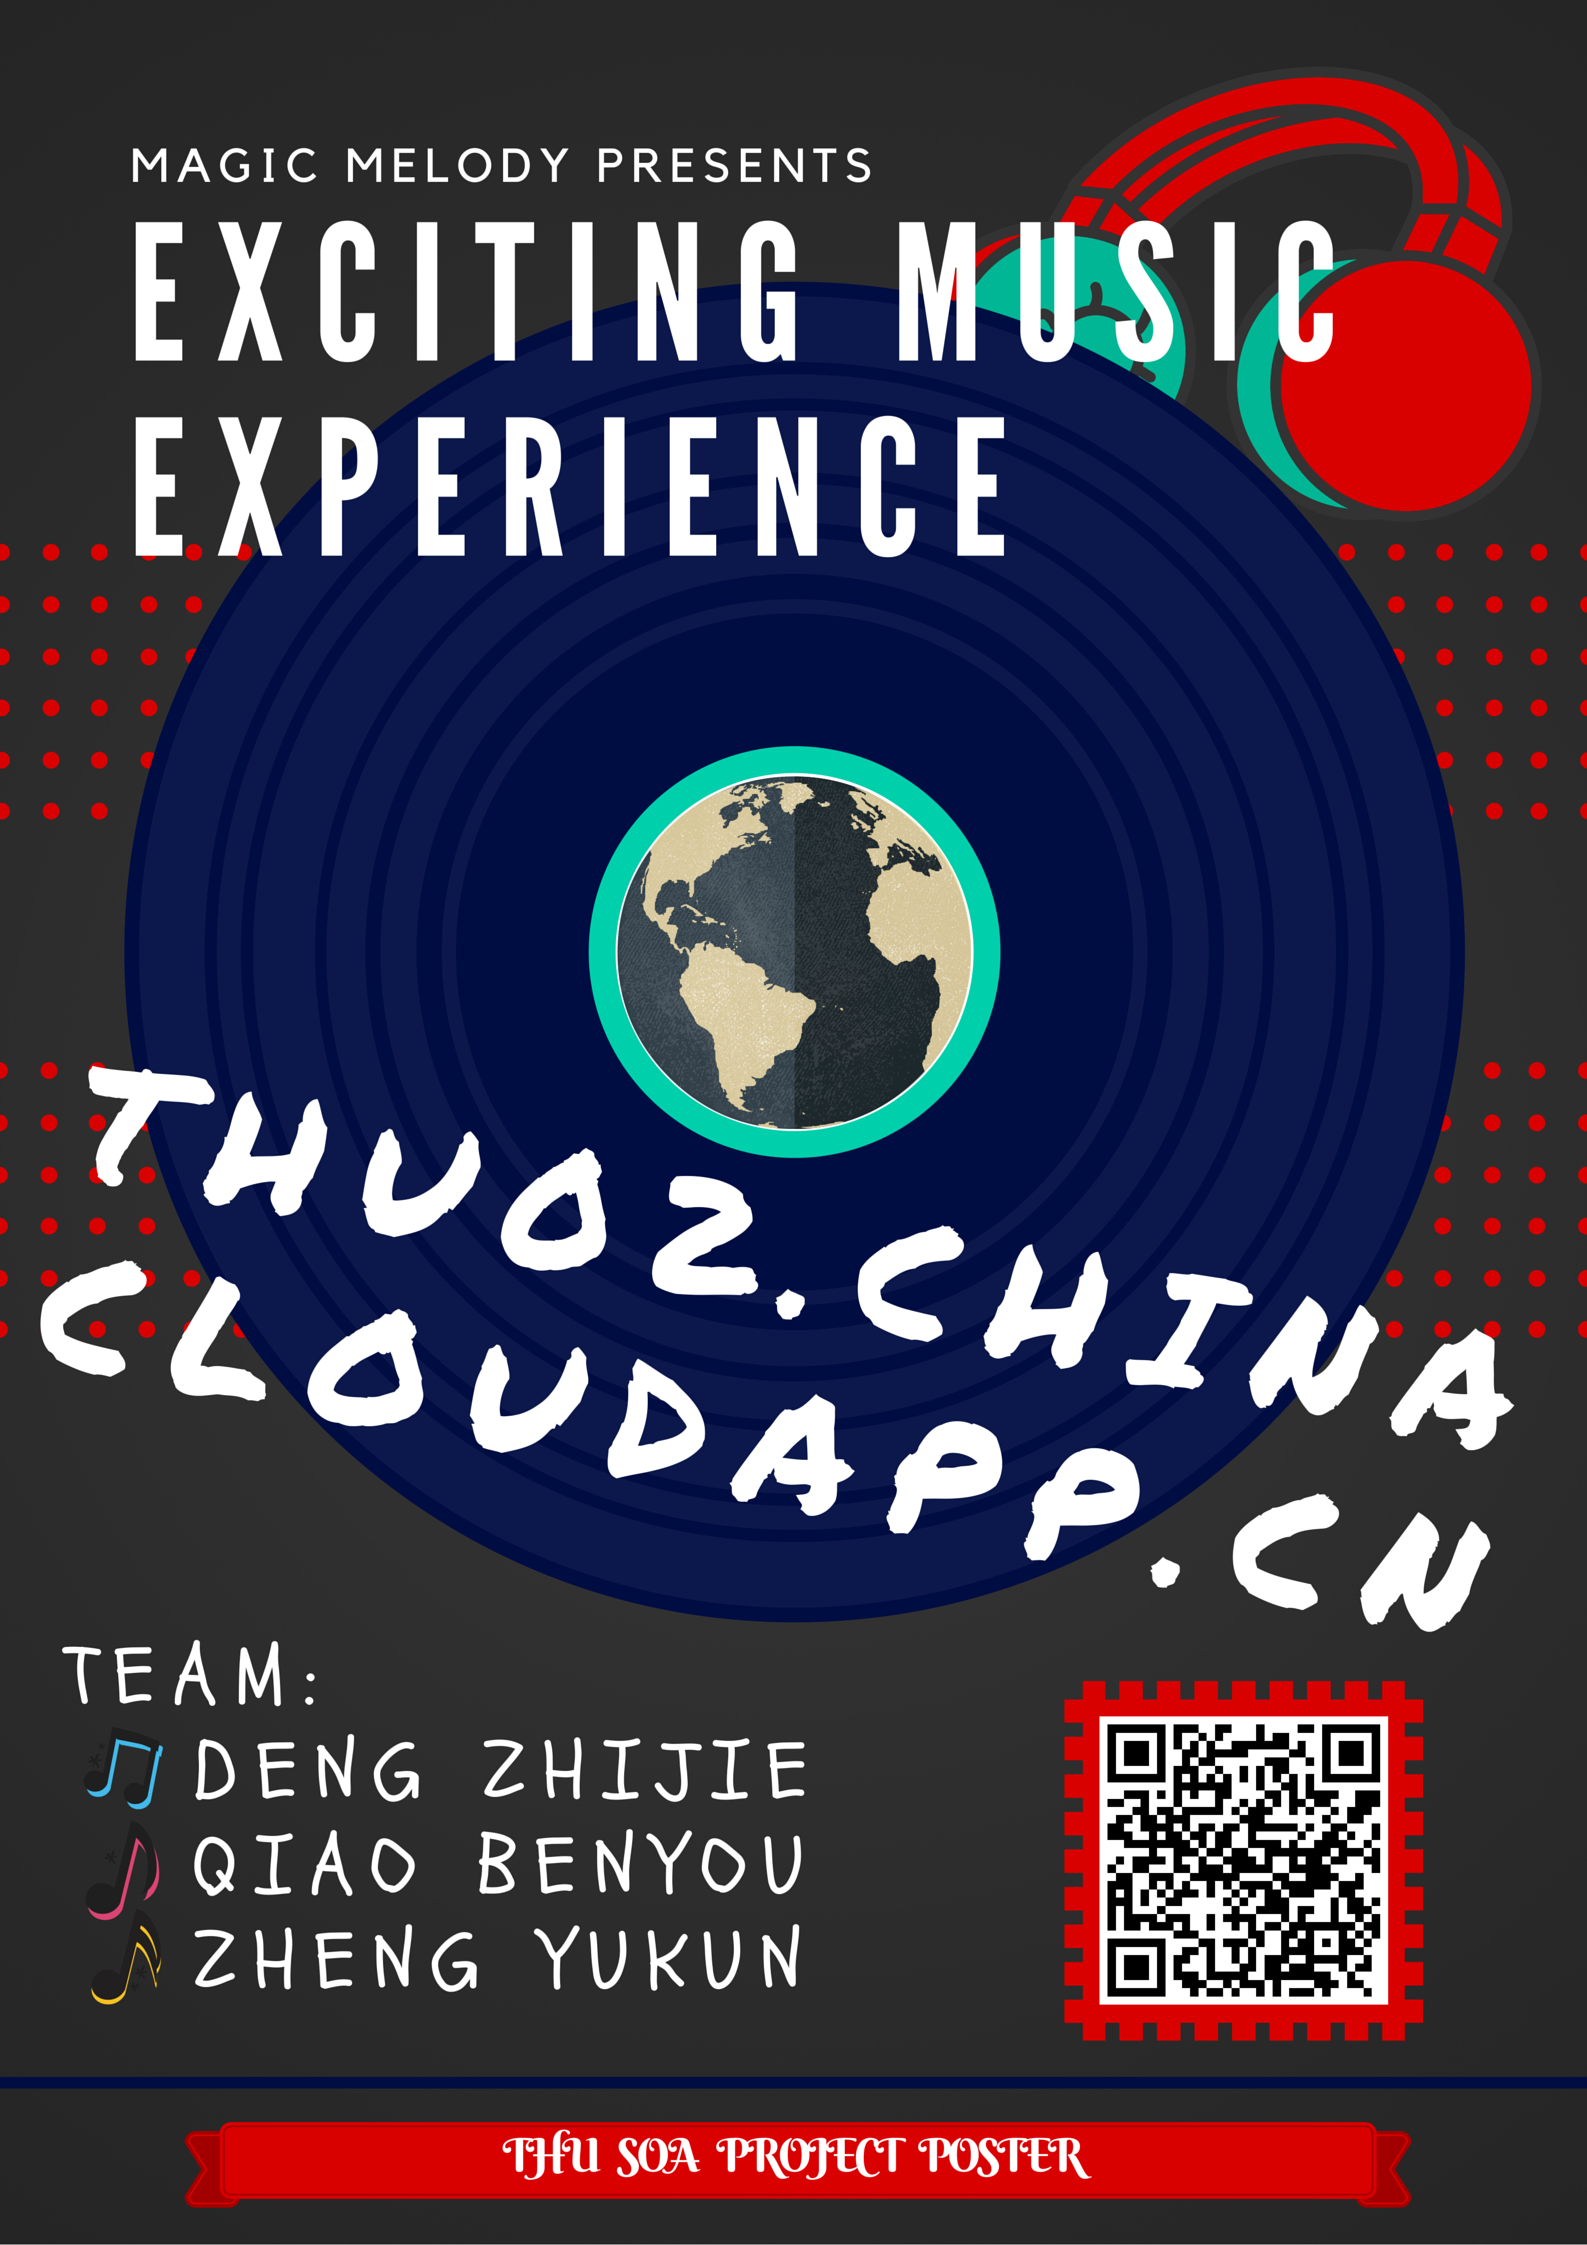 MAGIC MELODY PRESENTS
EXCITING MUSIC
EXPERIENCE
THU02.CHINA
CLOUDAPP.CN
TEAM:
DENG ZHIJIE
QIAO BENYOU
ZHENG YUKUN
THU SOA PROJECT POSTER